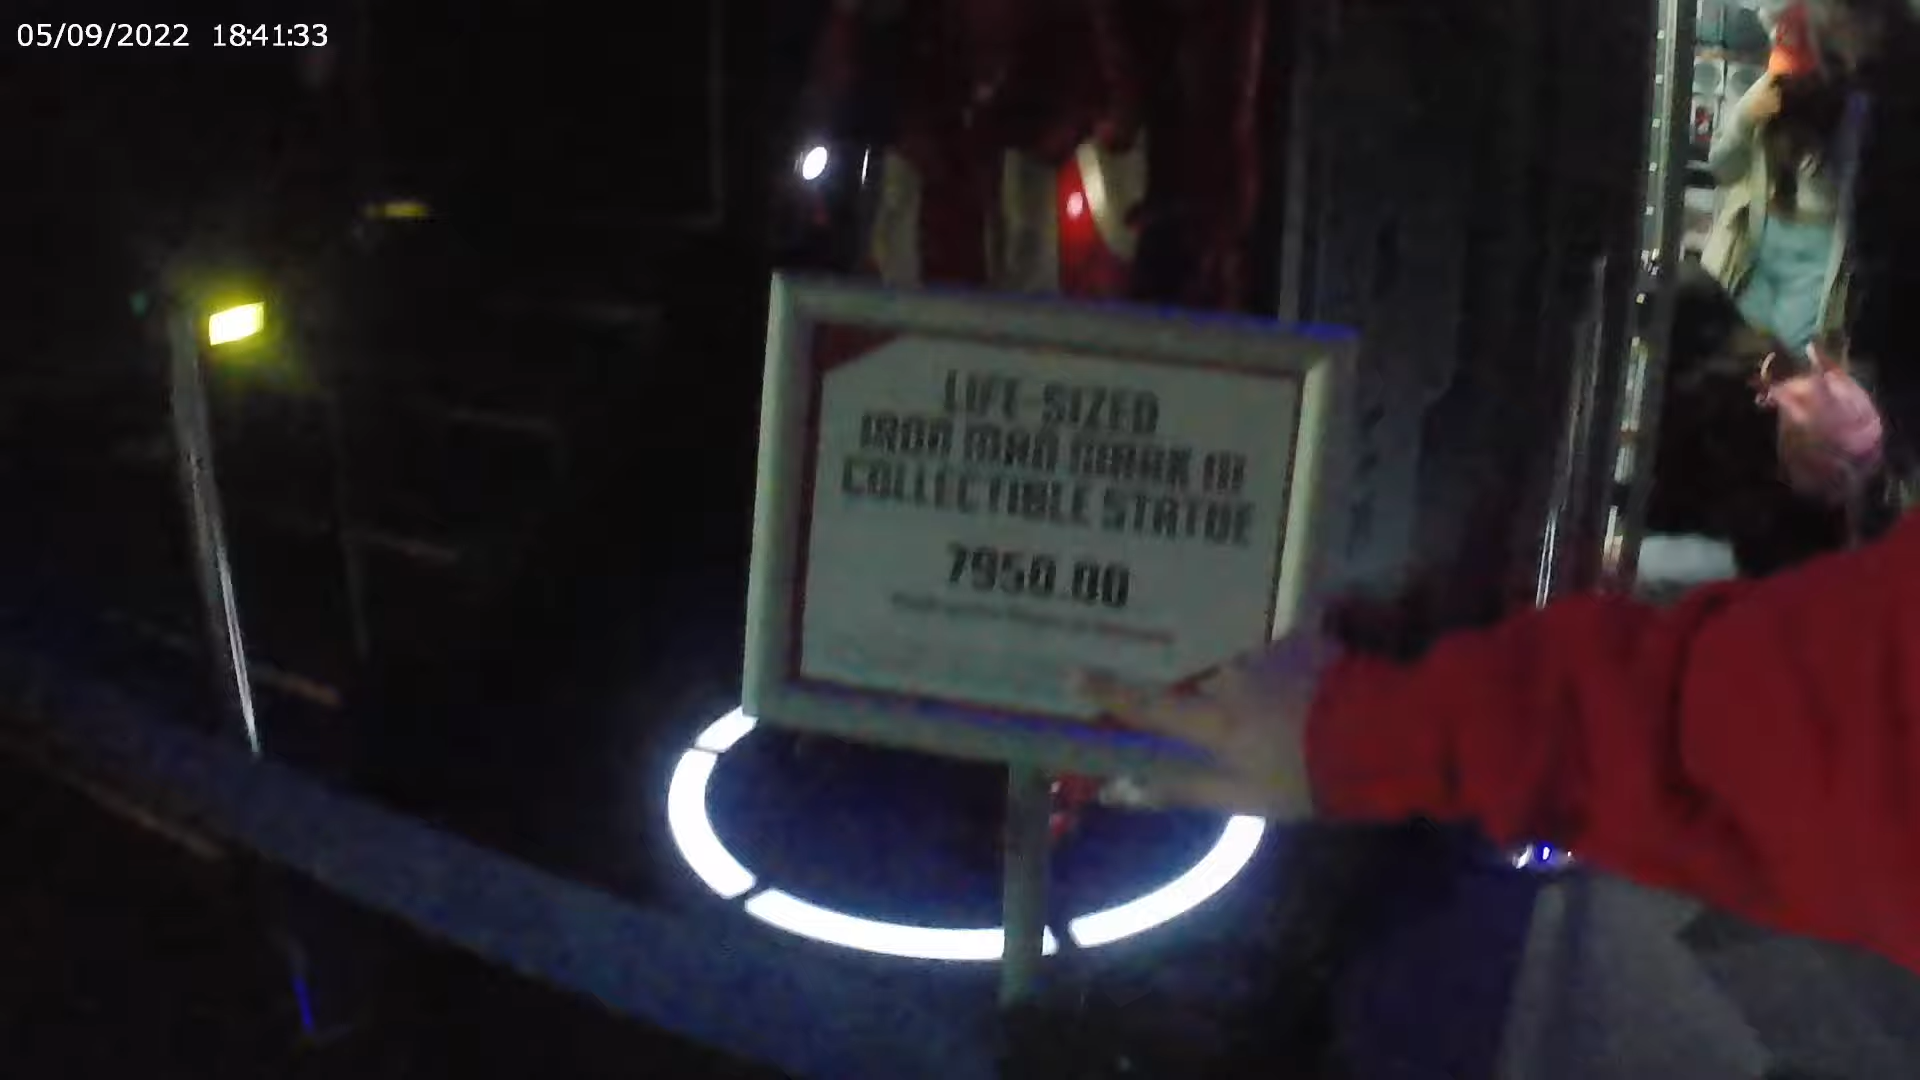 05/09/2022 18:41:33
LIFE-SIZED
IRON MAN MARK III
COLLECTIBLE STATUE
7950.00